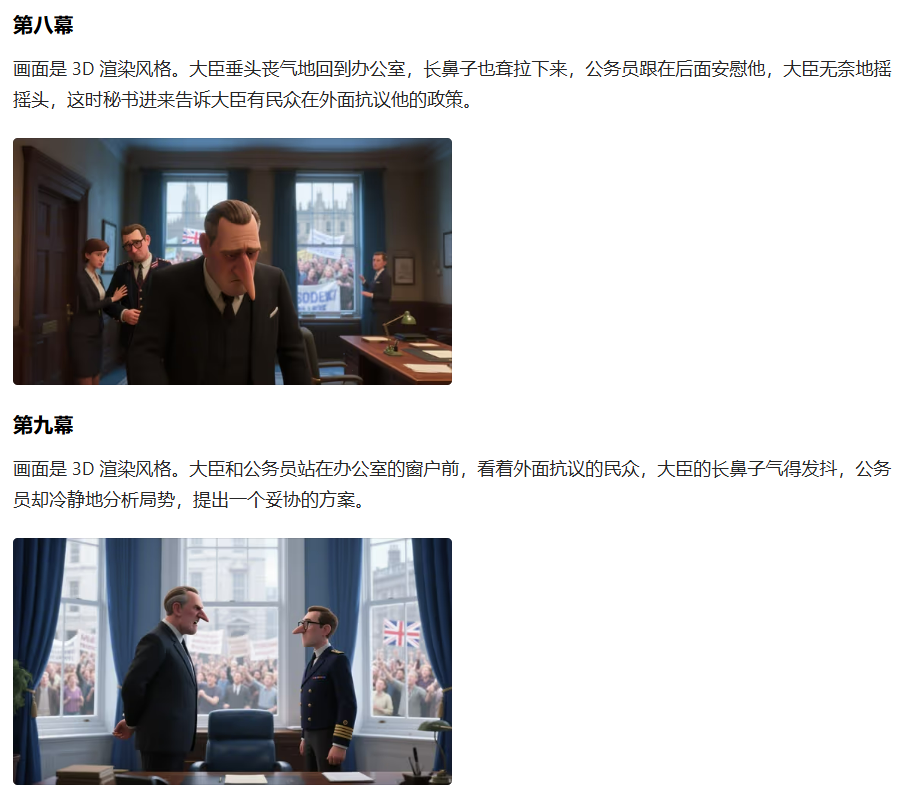 第八幕
画面是 3D 渲染风格。大臣垂头丧气地回到办公室，长鼻子也耷拉下来，公务员跟在后面安慰他，大臣无奈地摇
摇头，这时秘书进来告诉大臣有民众在外面抗议他的政策。
第九幕
画面是 3D 渲染风格。大臣和公务员站在办公室的窗户前，看着外面抗议的民众，大臣的长鼻子气得发抖，公务
员却冷静地分析局势，提出一个妥协的方案。